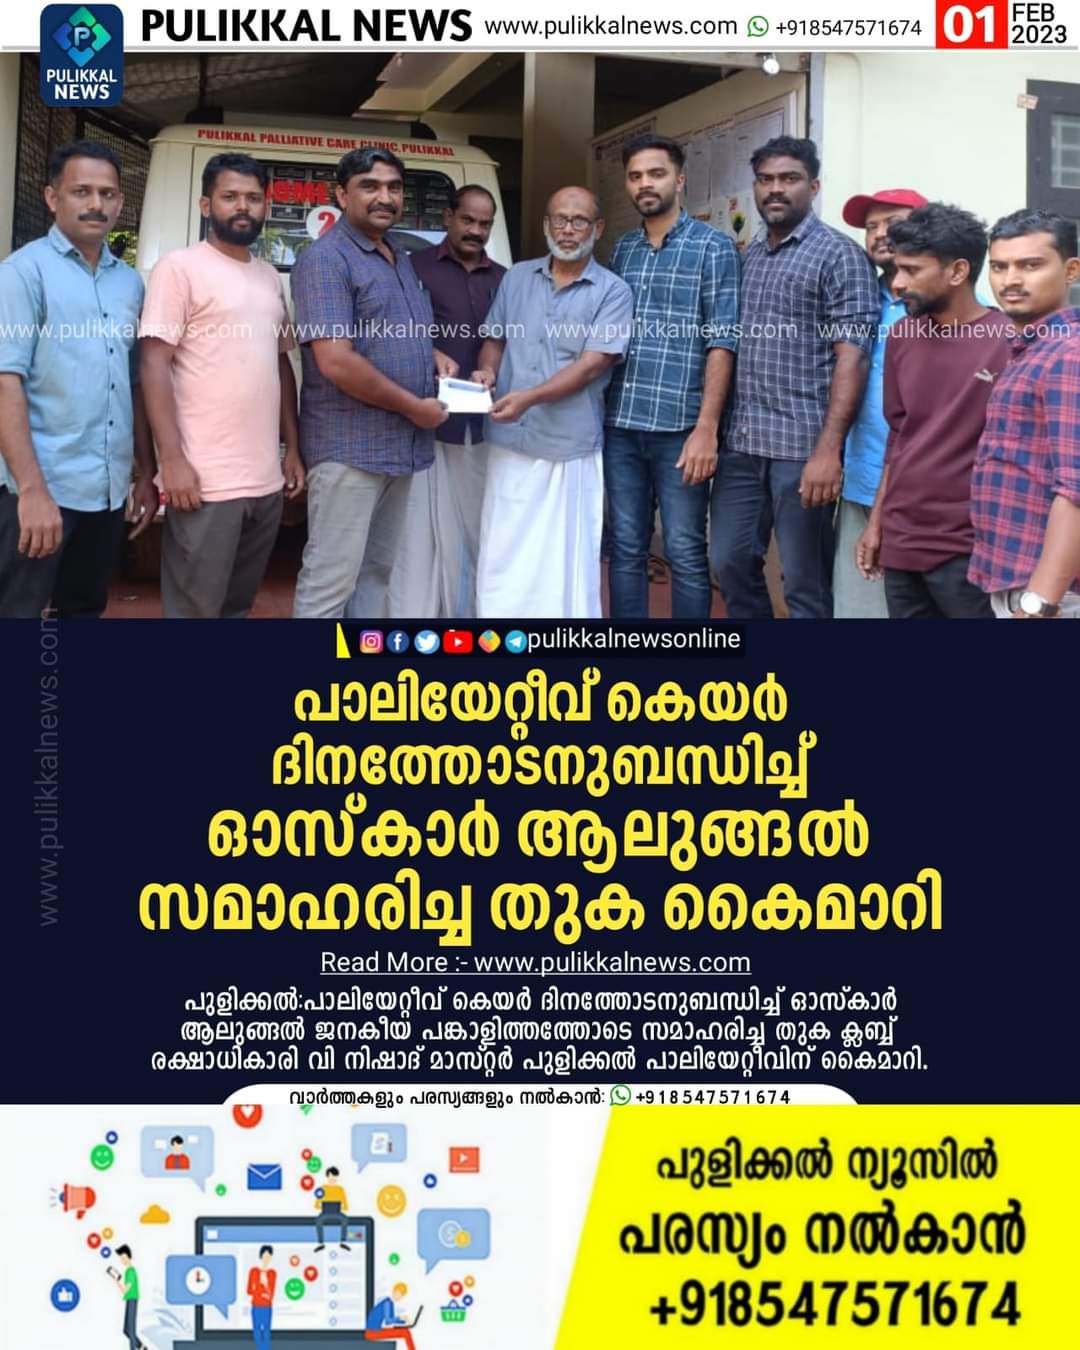 PULIKKAL NEWS www.pulikkalnews.com +918547571674 01 FEB 2023
PULIKKAL
NEWS
PULIKKAL PALLIATIVE CARE CLINIC, PULIKKAL
www.pulikkalnews.com www.pulikkalnews.com www.pulikkalnews.com www.pulikkalnews.com
pulikkalnewsonline
www.pulikkalnews.com
പാലിയേറ്റീവ് കെയർ
ദിനത്തോടനുബന്ധിച്ച്
ഓസ്കാർ ആലുങ്ങൽ
സമാഹരിച്ച തുക കൈമാറി
Read More :- www.pulikkalnews.com
പുളിക്കൽ:പാലിയേറ്റീവ് കെയർ ദിനത്തോടനുബന്ധിച്ച് ഓസ്കാർ
ആലുങ്ങൽ ജനകീയ പങ്കാളിത്തത്തോടെ സമാഹരിച്ച തുക ക്ലബ്ബ്
രക്ഷാധികാരി വി നിഷാദ് മാസ്റ്റർ പുളിക്കൽ പാലിയേറ്റീവിന് കൈമാറി.
വാർത്തകളും പരസ്യങ്ങളും നൽകാൻ: +918547571674
പുളിക്കൽ ന്യൂസിൽ
പരസ്യം നൽകാൻ
+918547571674